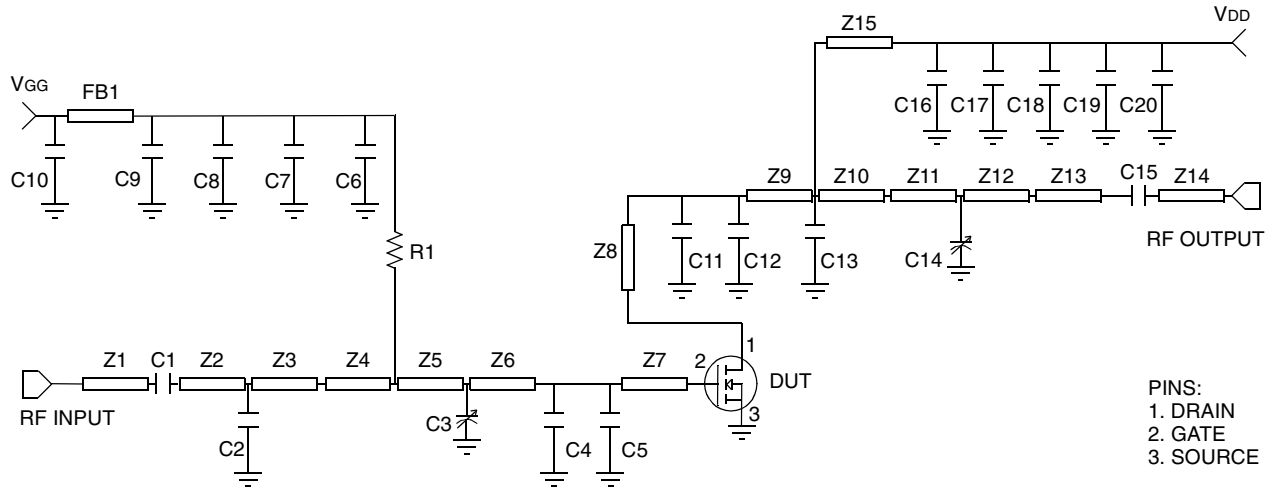 Z15
VDD
C16
C17
C18
C19
C20
VGG
FB1
C10
C9
C8
C7
C6
R1
Z9
Z10
Z11
Z12
Z13
C15
Z14
Z8
C11
C12
C13
C14
RF OUTPUT
Z1
C1
Z2
Z3
Z4
Z5
Z6
Z7
2
1
3
DUT
RF INPUT
C2
C3
C4
C5
PINS:
1. DRAIN
2. GATE
3. SOURCE